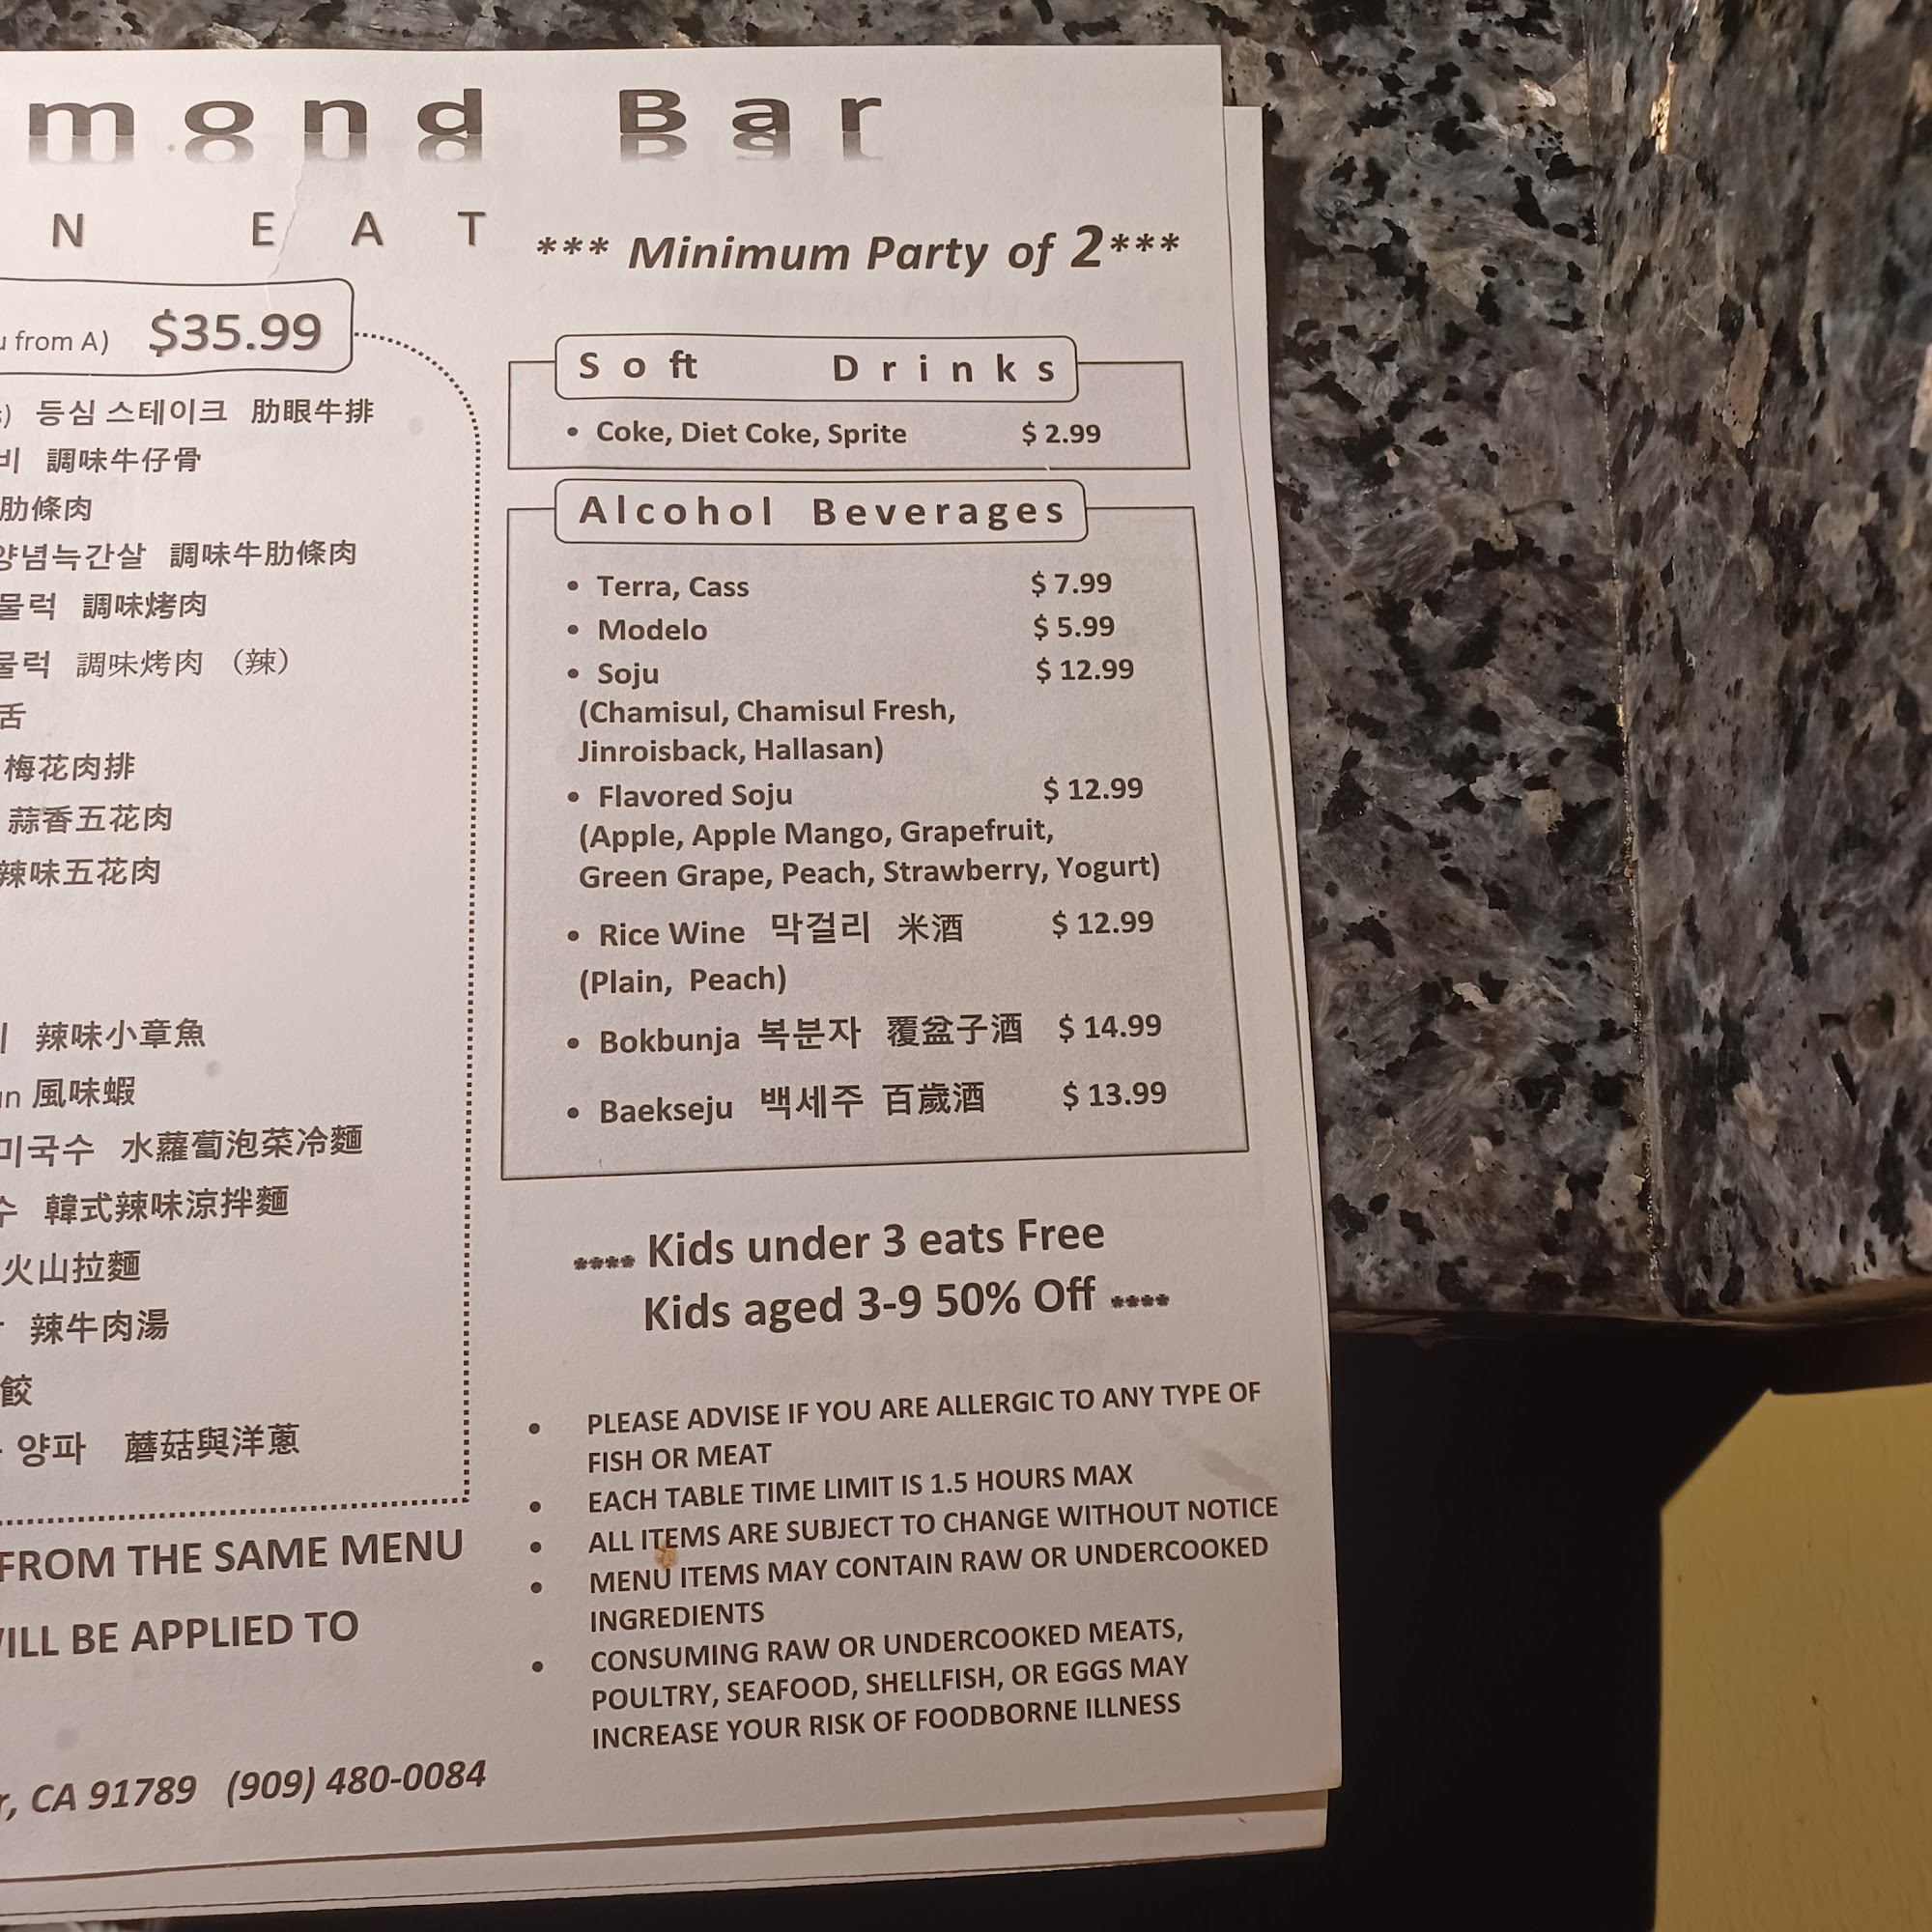 mond Bar
N EAT
*** Minimum Party of 2***
from A) $35.99
등심 스테이크 肋眼牛排
調味牛仔骨
肋條肉
양념늑간살 調味牛肋條肉
調味烤肉
調味烤肉 （辣）
舌
梅花肉排
蒜香五花肉
辣味五花肉
辣味小章魚
風味蝦
水蘿蔔泡菜冷麵
韓式辣味涼拌麵
火山拉麵
辣牛肉湯
餃
양파 蘑菇與洋蔥
FROM THE SAME MENU
WILL BE APPLIED TO
CA 91789 (909) 480-0084
Soft Drinks
• Coke, Diet Coke, Sprite $ 2.99
Alcohol Beverages
• Terra, Cass $ 7.99
• Modelo $ 5.99
• Soju $ 12.99
(Chamisul, Chamisul Fresh,
Jinroisback, Hallasan)
• Flavored Soju $ 12.99
(Apple, Apple Mango, Grapefruit,
Green Grape, Peach, Strawberry, Yogurt)
• Rice Wine 막걸리 米酒 $ 12.99
(Plain, Peach)
• Bokbunja 복분자 覆盆子酒 $ 14.99
• Baekseju 백세주 百歲酒 $ 13.99
**** Kids under 3 eats Free
Kids aged 3-9 50% Off ****
• PLEASE ADVISE IF YOU ARE ALLERGIC TO ANY TYPE OF
FISH OR MEAT
• EACH TABLE TIME LIMIT IS 1.5 HOURS MAX
• ALL ITEMS ARE SUBJECT TO CHANGE WITHOUT NOTICE
• MENU ITEMS MAY CONTAIN RAW OR UNDERCOOKED
INGREDIENTS
• CONSUMING RAW OR UNDERCOOKED MEATS,
POULTRY, SEAFOOD, SHELLFISH, OR EGGS MAY
INCREASE YOUR RISK OF FOODBORNE ILLNESS